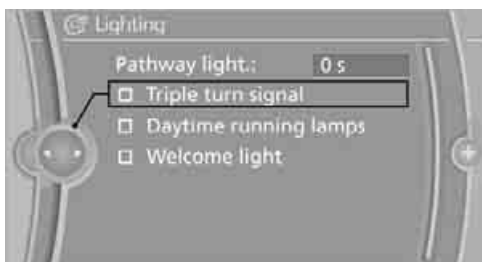 Lighting
Pathway light.: 0 s
Triple turn signal
Daytime running lamps
Welcome light